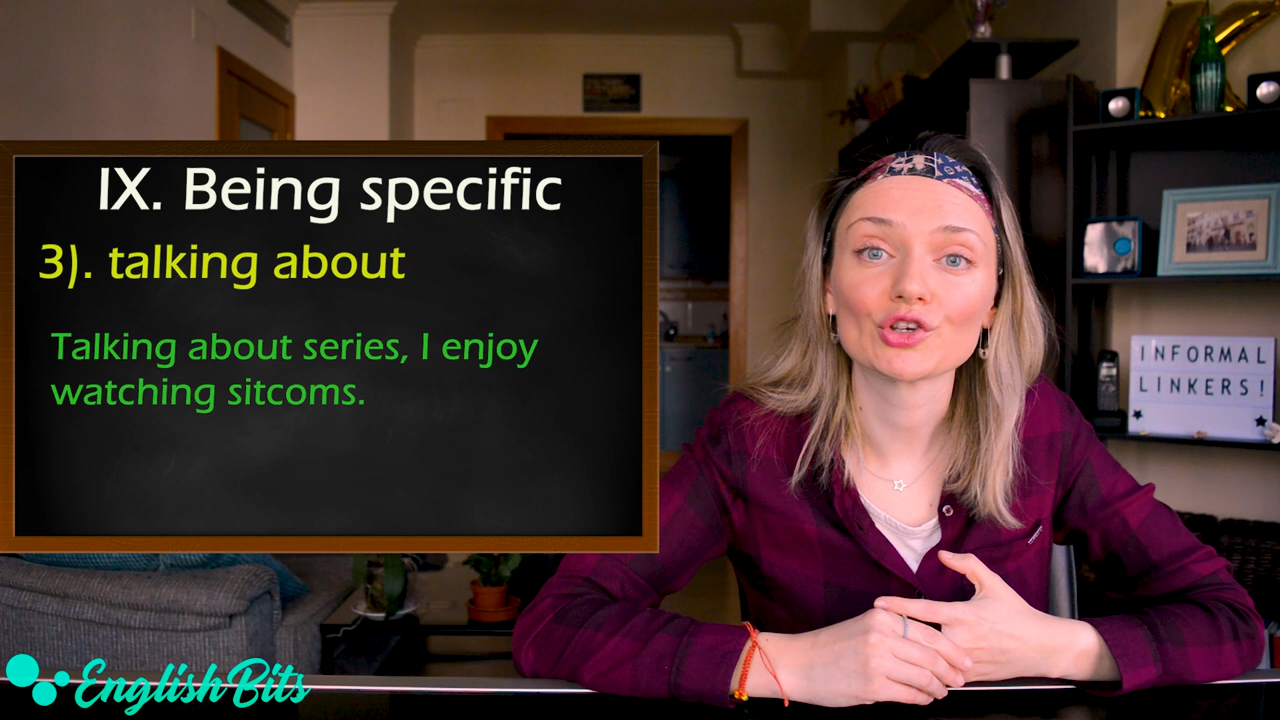 IX. Being specific
3). talking about
Talking about series, I enjoy
watching sitcoms.
INFORMAL
LINKERS!
EnglishBits